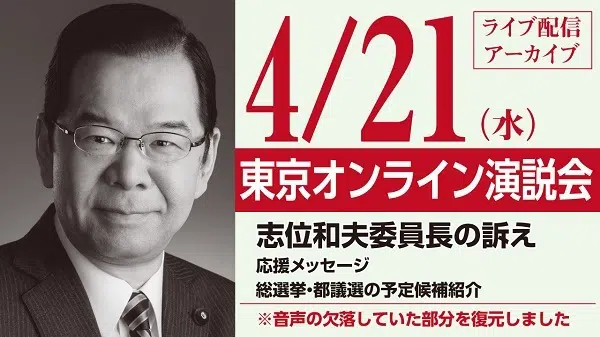 4/21(水)
ライブ配信
アーカイブ
東京オンライン演説会
志位和夫委員長の訴え
応援メッセージ
総選挙・都議選の予定候補紹介
※音声の欠落していた部分を復元しました